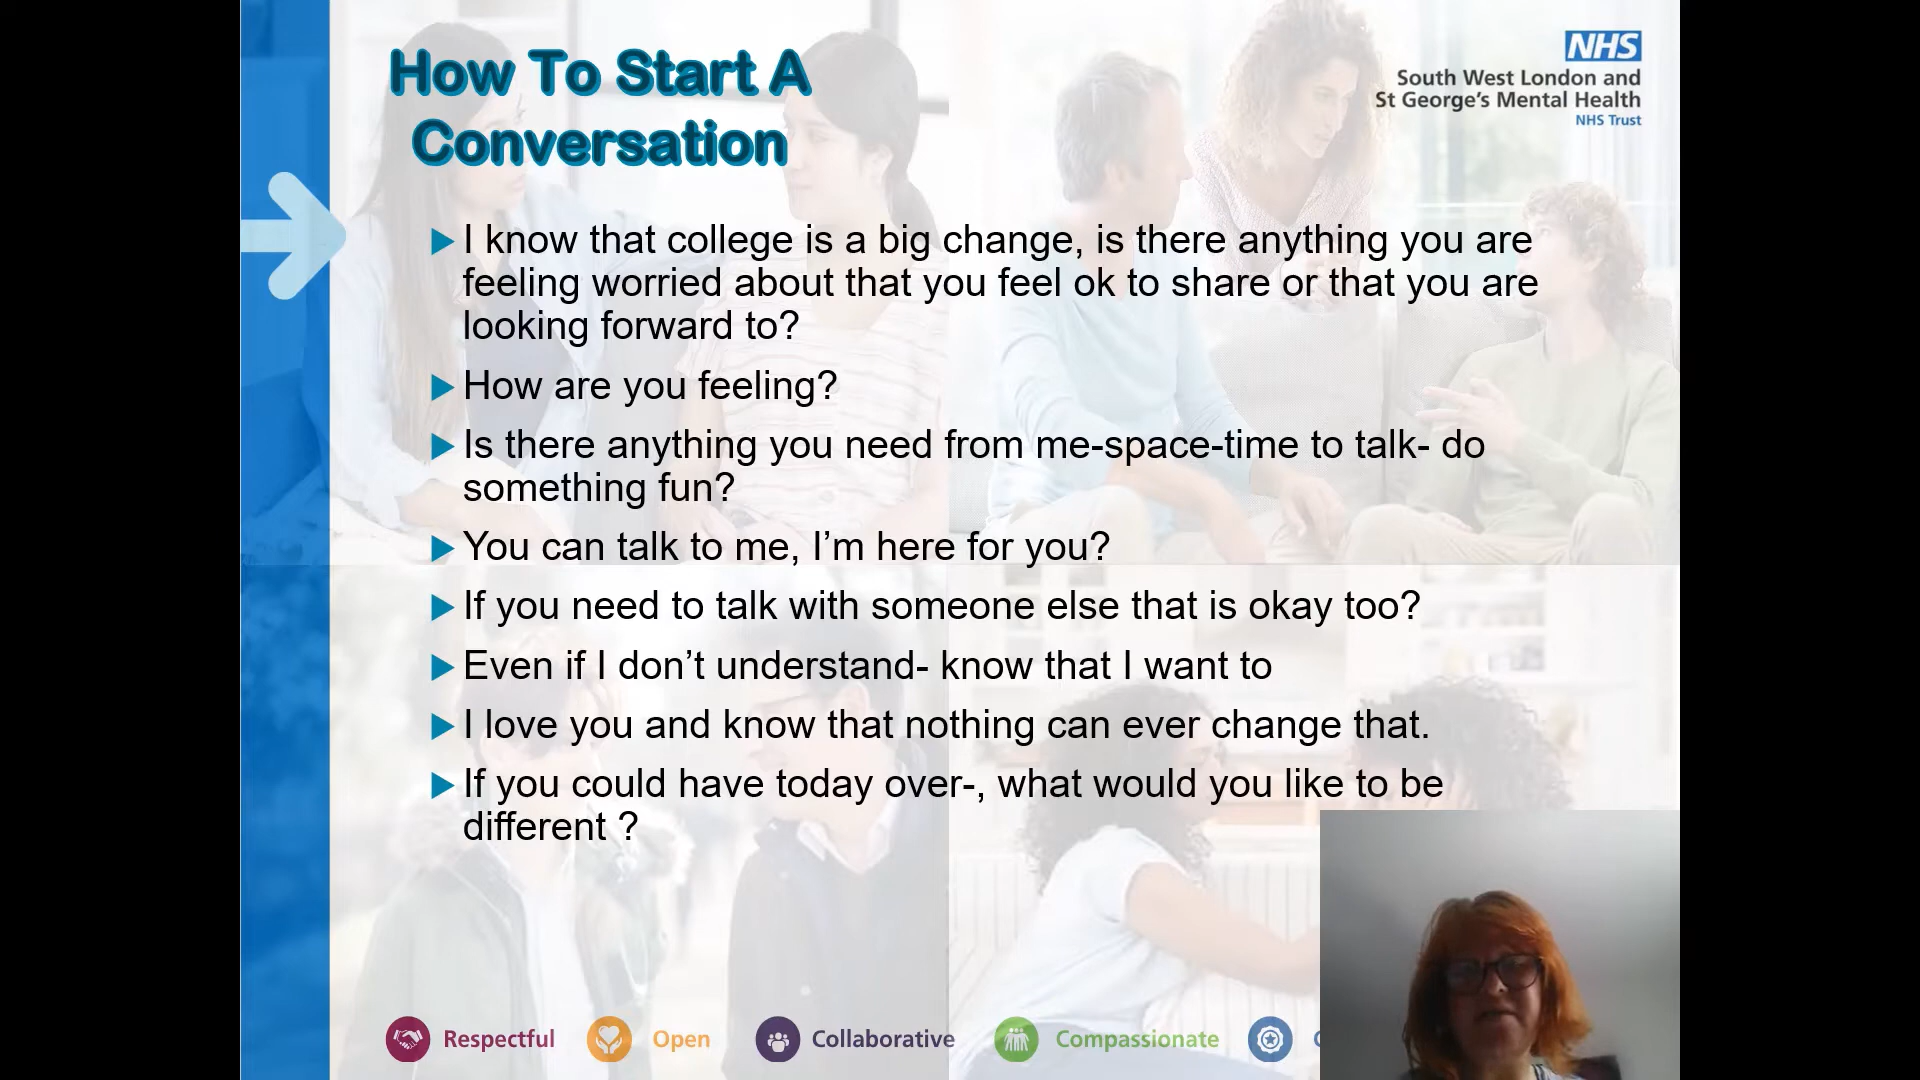 How To Start A
Conversation
NHS
South West London and
St George's Mental Health
NHS Trust
I know that college is a big change, is there anything you are
feeling worried about that you feel ok to share or that you are
looking forward to?
How are you feeling?
Is there anything you need from me-space-time to talk- do
something fun?
You can talk to me, I’m here for you?
If you need to talk with someone else that is okay too?
Even if I don’t understand- know that I want to
I love you and know that nothing can ever change that.
If you could have today over-, what would you like to be
different ?
Respectful Open Collaborative Compassionate